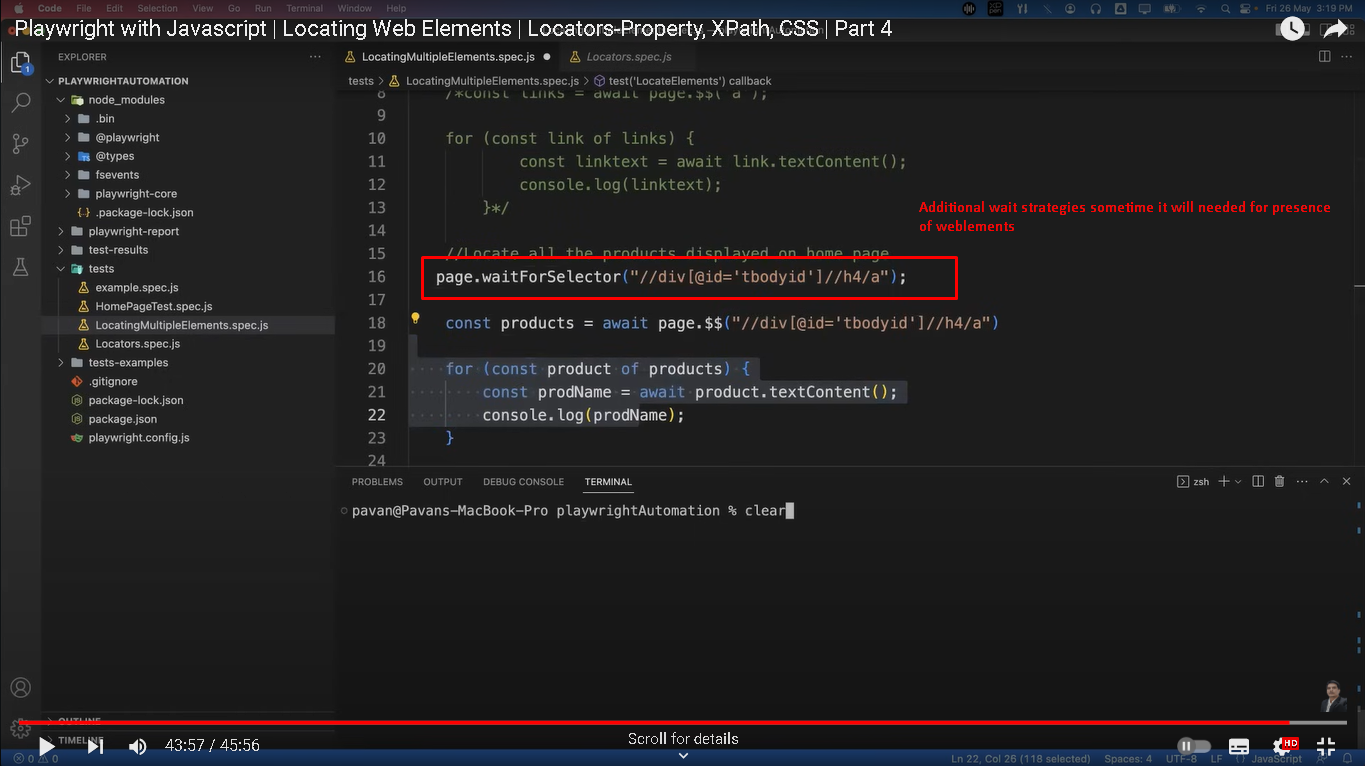 Code File Edit Selection View Go Run Terminal Window Help
Fri 26 May 3:19 PM
Playwright with Javascript | Locating Web Elements | Locators-Property, XPath, CSS | Part 4
EXPLORER
PLAYWRIGHTAUTOMATION
node_modules
.bin
@playwright
@types
fsevents
playwright-core
.package-lock.json
playwright-report
test-results
tests
example.spec.js
HomePageTest.spec.js
LocatingMultipleElements.spec.js
Locators.spec.js
tests-examples
.gitignore
package-lock.json
package.json
playwright.config.js
OUTLINE
TIMELINE
1
LocatingMultipleElements.spec.js
Locators.spec.js
tests > LocatingMultipleElements.spec.js > test('LocateElements') callback
8 /*const links = await page.$$('a');
9
10 for (const link of links) {
11 const linktext = await link.textContent();
12 console.log(linktext);
13 }*/
14
15 //Locate all the products displayed on home page
16 page.waitForSelector("//div[@id='tbodyid']//h4/a");
17
18 const products = await page.$$("//div[@id='tbodyid']//h4/a")
19
20 for (const product of products) {
21 const prodName = await product.textContent();
22 console.log(prodName);
23 }
24
Additional wait strategies sometime it will needed for presence
of weblements
PROBLEMS OUTPUT DEBUG CONSOLE TERMINAL
zsh
pavan@Pavans-MacBook-Pro playwrightAutomation % clear
43:57 / 45:56
Scroll for details
HD
0 0
Ln 22, Col 26 (118 selected) Spaces: 4 UTF-8 LF {} JavaScript